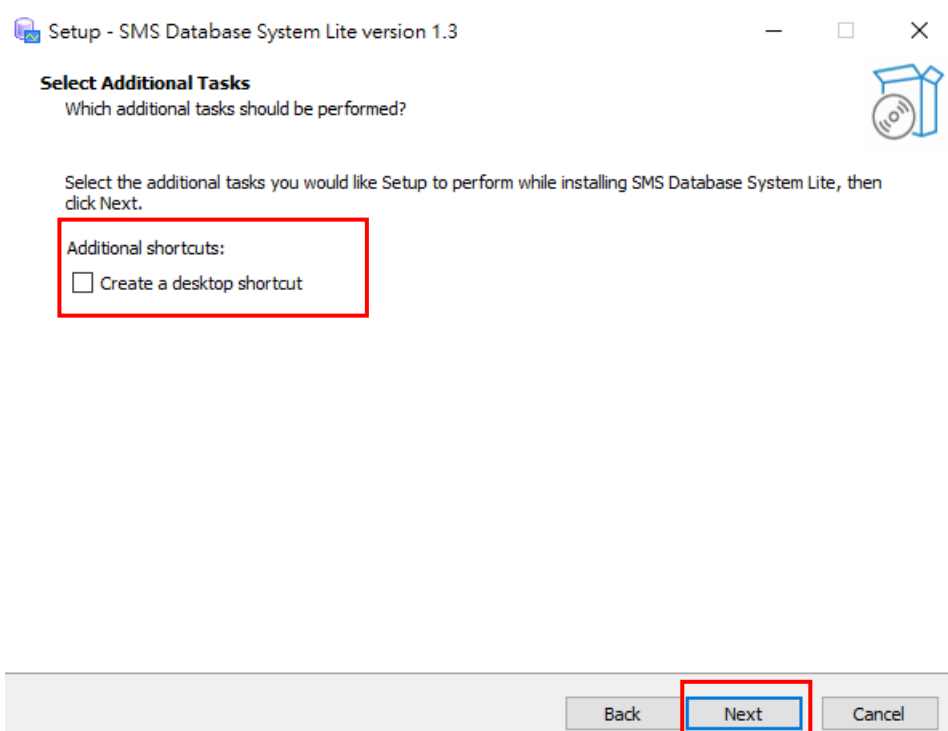 Setup - SMS Database System Lite version 1.3
Select Additional Tasks
Which additional tasks should be performed?
Select the additional tasks you would like Setup to perform while installing SMS Database System Lite, then
click Next.
Additional shortcuts:
Create a desktop shortcut
Back Next Cancel